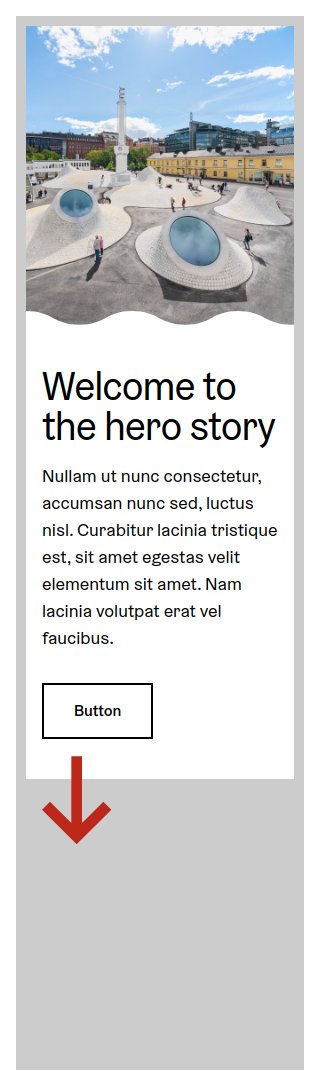 Welcome to
the hero story
Nullam ut nunc consectetur,
accumsan nunc sed, luctus
nisl. Curabitur lacinia tristique
est, sit amet egestas velit
elementum sit amet. Nam
lacinia volutpat erat vel
faucibus.
Button